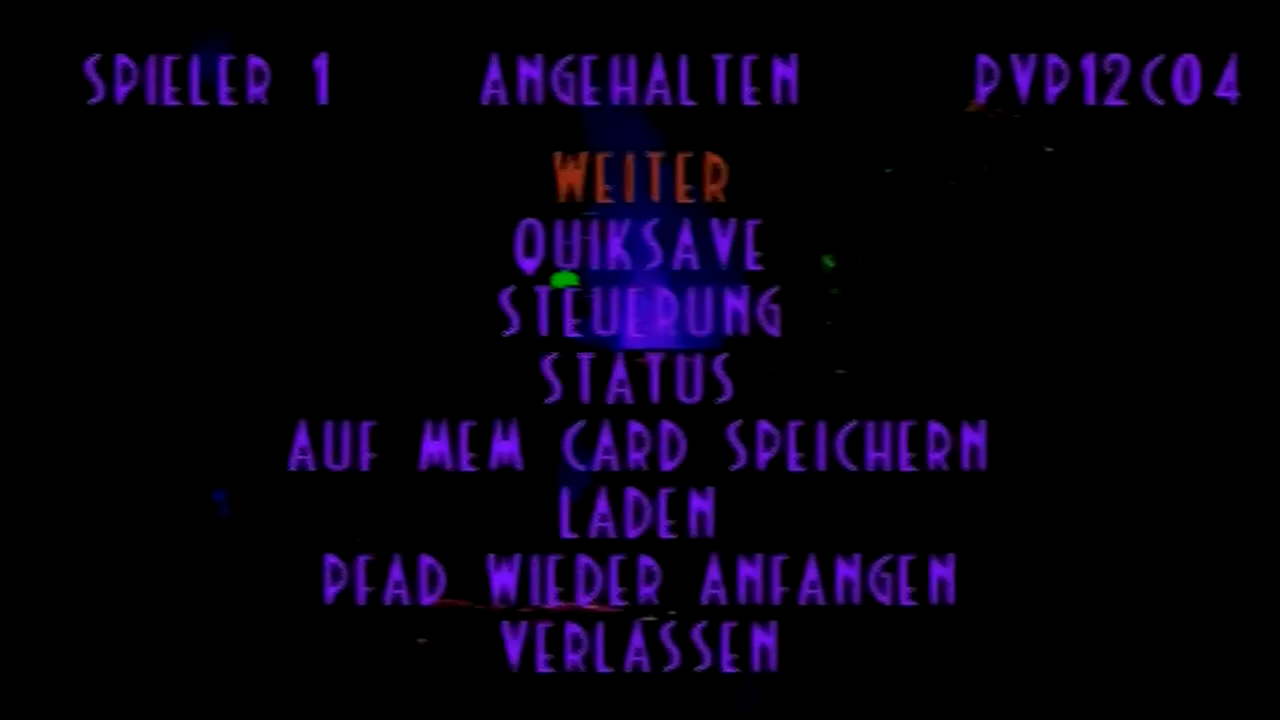 SPIELER 1 ANGEHALTEN PVP12C04
WEITER
QUIKSAVE
STEUERUNG
STATUS
AUF MEM CARD SPEICHERN
LADEN
PFAD WIEDER ANFANGEN
VERLASSEN